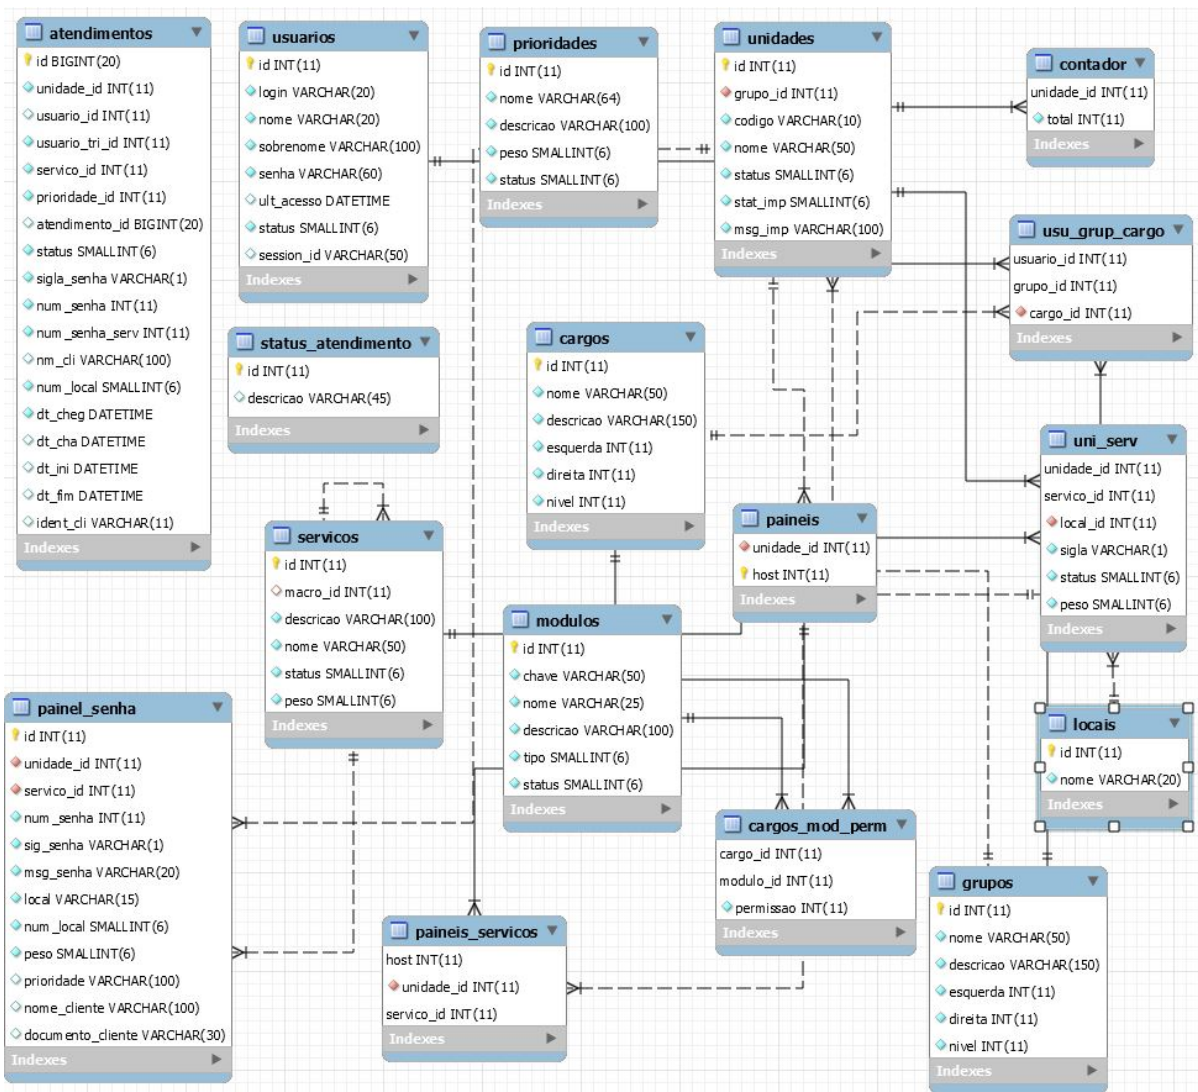 atendimentos
id BIGINT(20)
unidade_id INT(11)
usuario_id INT(11)
usuario_tri_id INT(11)
servico_id INT(11)
prioridade_id INT(11)
atendimento_id BIGINT(20)
status SMALLINT(6)
sigla_senha VARCHAR(1)
num_senha INT(11)
num_senha_serv INT(11)
nm_cli VARCHAR(100)
num_local SMALLINT(6)
dt_cheg DATETIME
dt_cha DATETIME
dt_ini DATETIME
dt_fim DATETIME
ident_cli VARCHAR(11)
Indexes
usuarios
id INT(11)
login VARCHAR(20)
nome VARCHAR(20)
sobrenome VARCHAR(100)
senha VARCHAR(60)
ult_acesso DATETIME
status SMALLINT(6)
session_id VARCHAR(50)
Indexes
prioridades
id INT(11)
nome VARCHAR(64)
descricao VARCHAR(100)
peso SMALLINT(6)
status SMALLINT(6)
Indexes
unidades
id INT(11)
grupo_id INT(11)
codigo VARCHAR(10)
nome VARCHAR(50)
status SMALLINT(6)
stat_imp SMALLINT(6)
msg_imp VARCHAR(100)
Indexes
contador
unidade_id INT(11)
total INT(11)
Indexes
usu_grup_cargo
usuario_id INT(11)
grupo_id INT(11)
cargo_id INT(11)
Indexes
status_atendimento
id INT(11)
descricao VARCHAR(45)
Indexes
cargos
id INT(11)
nome VARCHAR(50)
descricao VARCHAR(150)
esquerda INT(11)
direita INT(11)
nivel INT(11)
Indexes
uni_serv
unidade_id INT(11)
servico_id INT(11)
local_id INT(11)
sigla VARCHAR(1)
status SMALLINT(6)
peso SMALLINT(6)
Indexes
servicos
id INT(11)
macro_id INT(11)
descricao VARCHAR(100)
nome VARCHAR(50)
status SMALLINT(6)
peso SMALLINT(6)
Indexes
paineis
unidade_id INT(11)
host INT(11)
Indexes
modulos
id INT(11)
chave VARCHAR(50)
nome VARCHAR(25)
descricao VARCHAR(100)
tipo SMALLINT(6)
status SMALLINT(6)
Indexes
painel_senha
id INT(11)
unidade_id INT(11)
servico_id INT(11)
num_senha INT(11)
sig_senha VARCHAR(1)
msg_senha VARCHAR(20)
local VARCHAR(15)
num_local SMALLINT(6)
peso SMALLINT(6)
prioridade VARCHAR(100)
nome_cliente VARCHAR(100)
documento_cliente VARCHAR(30)
Indexes
locais
id INT(11)
nome VARCHAR(20)
Indexes
cargos_mod_perm
cargo_id INT(11)
modulo_id INT(11)
permissao INT(11)
Indexes
paineis_servicos
host INT(11)
unidade_id INT(11)
servico_id INT(11)
Indexes
grupos
id INT(11)
nome VARCHAR(50)
descricao VARCHAR(150)
esquerda INT(11)
direita INT(11)
nivel INT(11)
Indexes